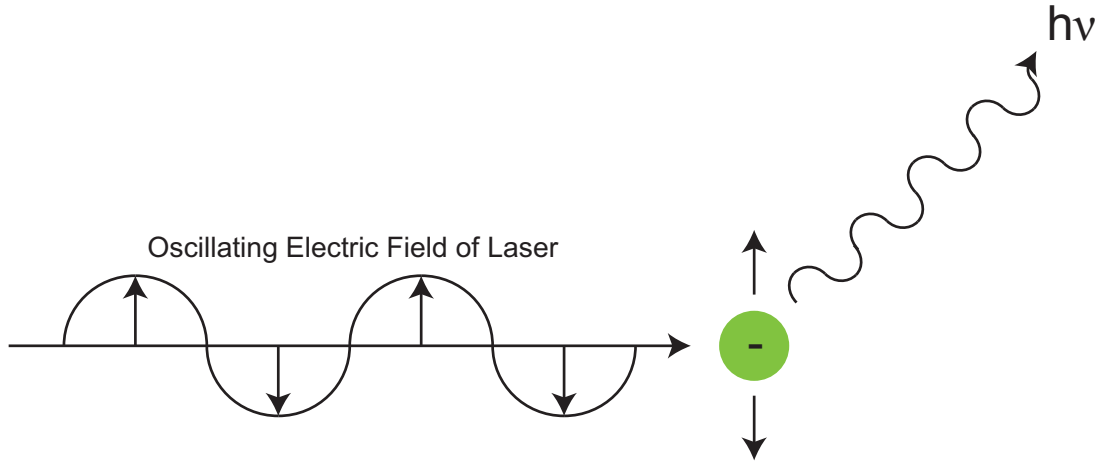 hν
Oscillating Electric Field of Laser
-